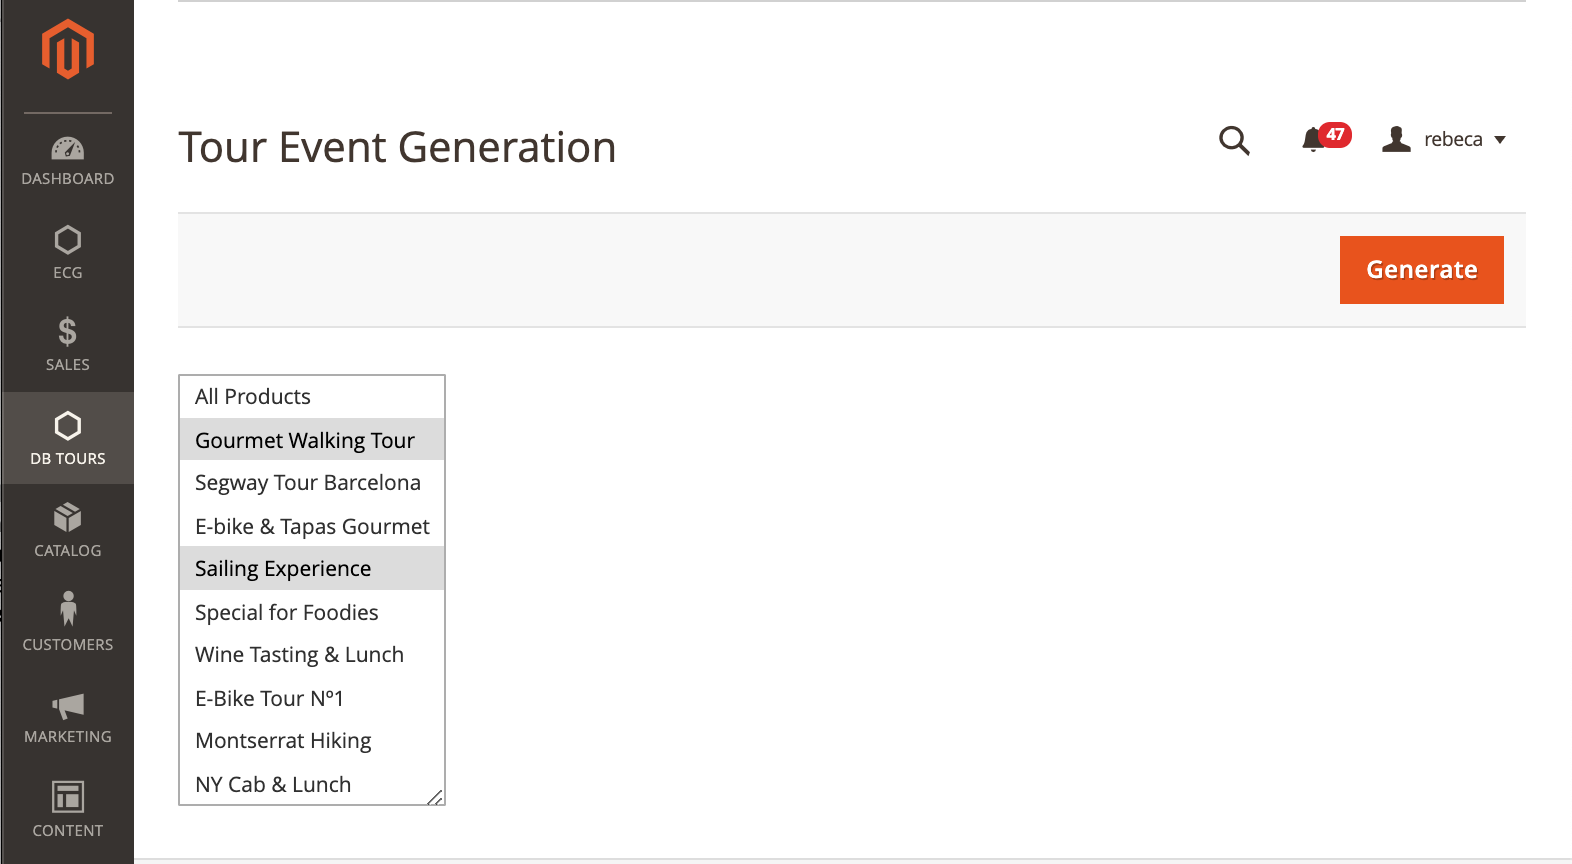 Tour Event Generation
47
rebeca
Generate
DASHBOARD
ECG
SALES
DB TOURS
CATALOG
CUSTOMERS
MARKETING
CONTENT
All Products
Gourmet Walking Tour
Segway Tour Barcelona
E-bike & Tapas Gourmet
Sailing Experience
Special for Foodies
Wine Tasting & Lunch
E-Bike Tour Nº1
Montserrat Hiking
NY Cab & Lunch